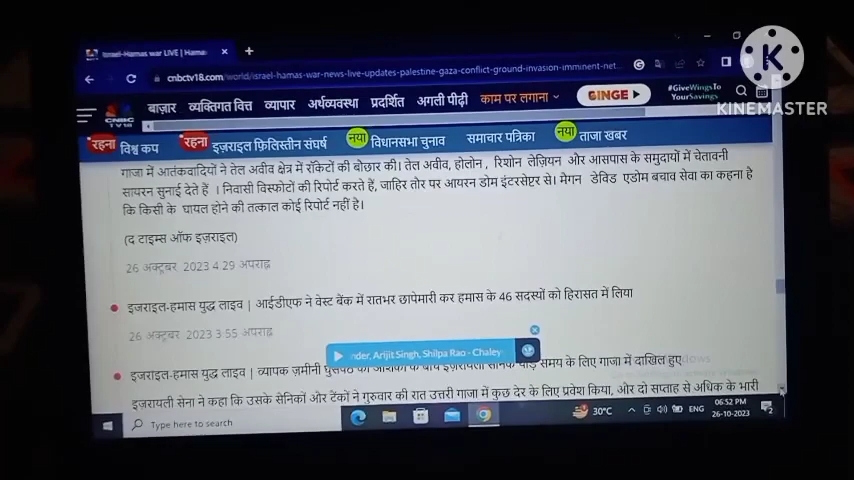 Israel-Hamas war LIVE | Hama
KINEMASTER
cnbctv18.com/world/israel-hamas-war-news-live-updates-palestine-gaza-conflict-ground-invasion-imminent-net...
CNBC
TV18
बाज़ार व्यक्तिगत वित्त व्यापार अर्थव्यवस्था प्रदर्शित अगली पीढ़ी काम पर लगाना BINGE
#GiveWingsTo
YourSavings
रहना विश्व कप रहना इज़राइल फ़िलिस्तीन संघर्ष नया विधानसभा चुनाव समाचार पत्रिका नया ताजा खबर
गाजा में आतंकवादियों ने तेल अवीव क्षेत्र में रॉकेटों की बौछार की। तेल अवीव, होलोन , रिशोन लेज़ियन और आसपास के समुदायों में चेतावनी
सायरन सुनाई देते हैं । निवासी विस्फोटों की रिपोर्ट करते हैं, जाहिर तौर पर आयरन डोम इंटरसेप्टर से। मैगन डेविड एडोम बचाव सेवा का कहना है
कि किसी के घायल होने की तत्काल कोई रिपोर्ट नहीं है।
(द टाइम्स ऑफ इज़राइल)
26 अक्टूबर 2023 4.29 अपराह्न
इजराइल-हमास युद्ध लाइव | आईडीएफ ने वेस्ट बैंक में रातभर छापेमारी कर हमास के 46 सदस्यों को हिरासत में लिया
26 अक्टूबर 2023 3:55 अपराह्न
nder, Arijit Singh, Shilpa Rao - Chaley
इजराइल-हमास युद्ध लाइव | व्यापक ज़मीनी समय के लिए गाजा में दाखिल हुए
इज़रायली सेना ने कहा कि उसके सैनिकों और टैंकों ने गुरुवार की रात उत्तरी गाजा में कुछ देर के लिए प्रवेश किया, और दो सप्ताह से अधिक के भारी
Type here to search
30°C
ENG
06:52 PM
26-10-2023
2